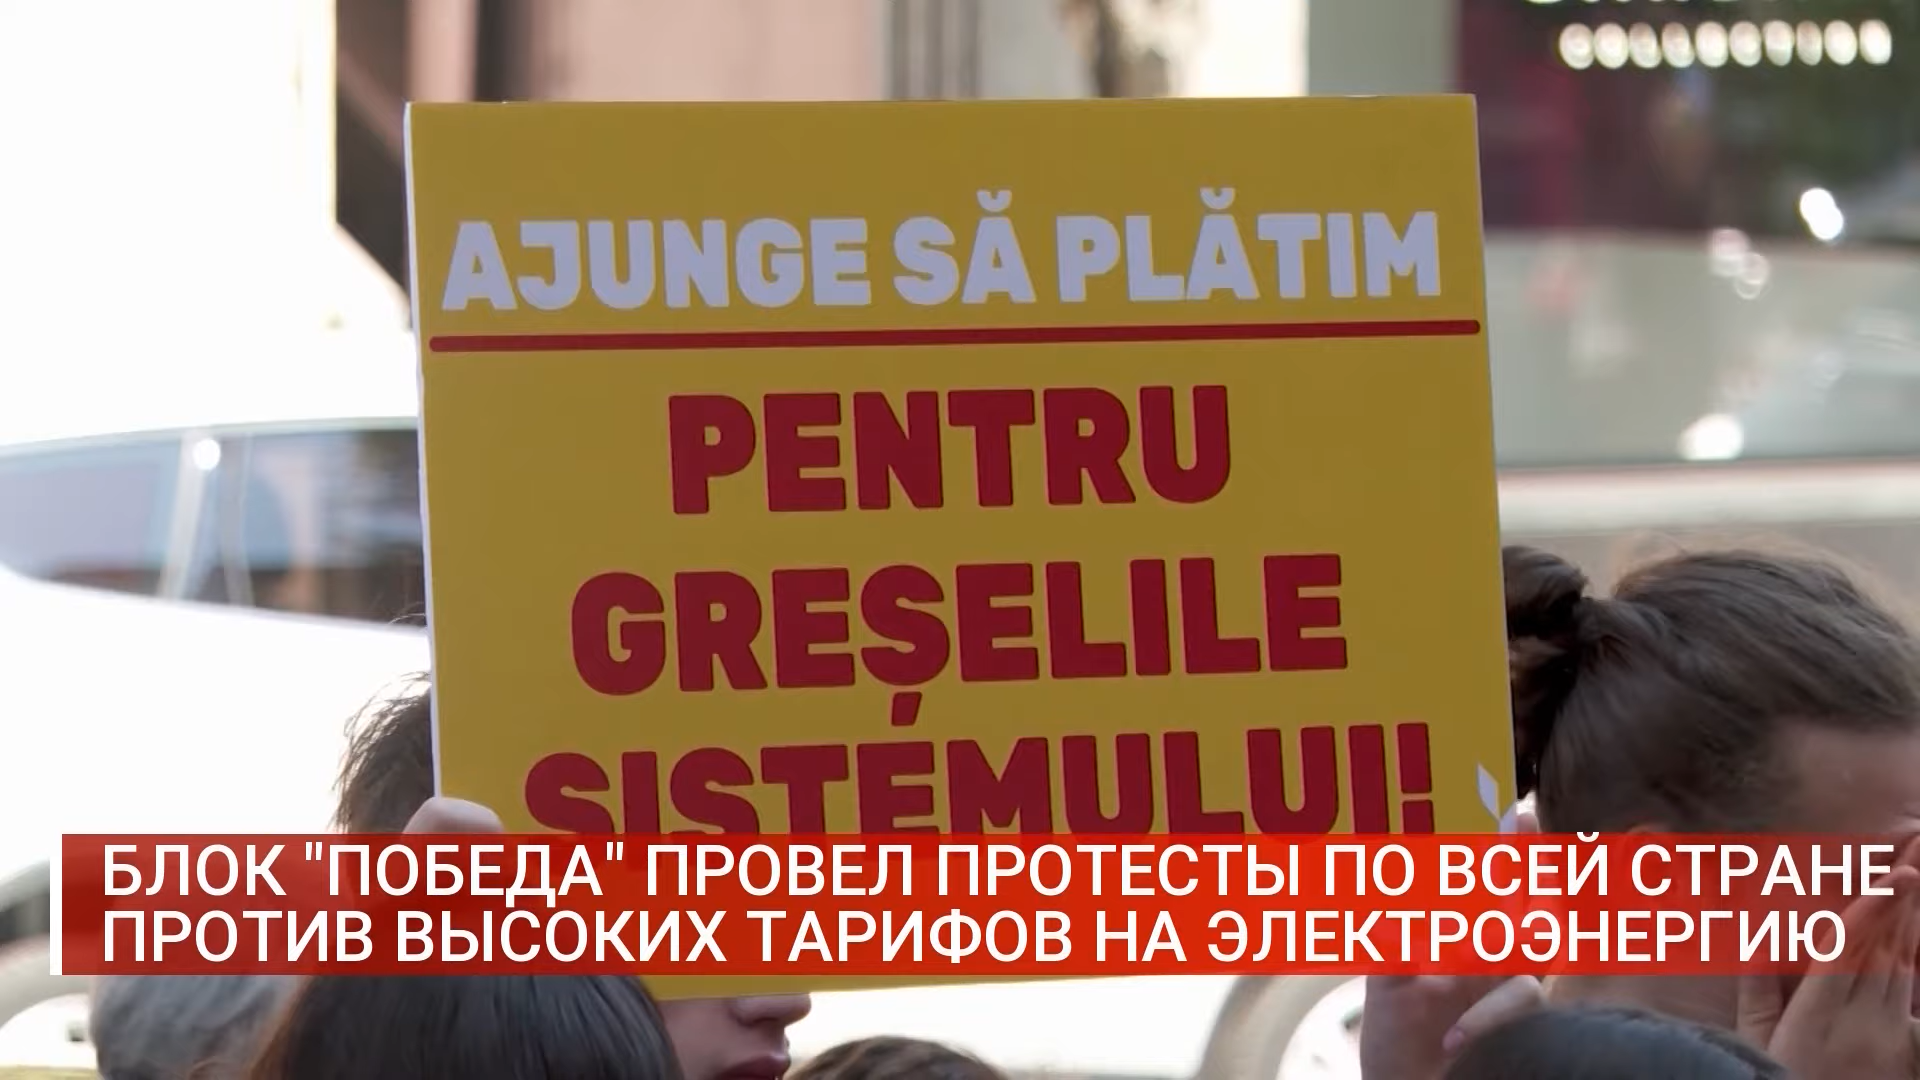 AJUNGE SĂ PLĂTIM
PENTRU
GREȘELILE
SISTEMULUI!
БЛОК "ПОБЕДА" ПРОВЕЛ ПРОТЕСТЫ ПО ВСЕЙ СТРАНЕ
ПРОТИВ ВЫСОКИХ ТАРИФОВ НА ЭЛЕКТРОЭНЕРГИЮ